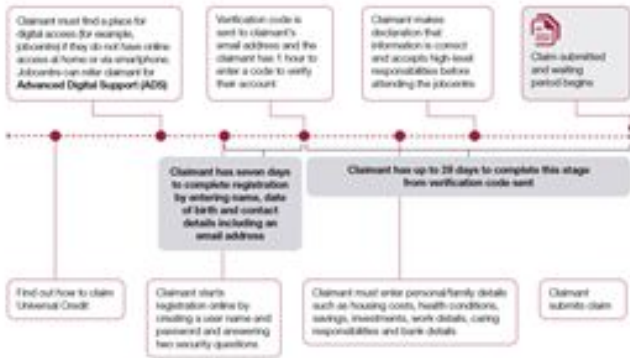 Claimant must find a place for
digital access (for example,
jobcentre) if they do not have online
access at home or via smartphone.
Jobcentre can refer claimant for
Advanced Digital Support (ADS)
Verification code is
sent to claimant's
email address and the
claimant has 1 hour to
enter a code to verify
their account
Claimant makes
declaration that
information is correct
and accepts high-level
responsibilities before
attending the jobcentre
Claim submitted
and waiting
period begins
Claimant has seven days
to complete registration
by entering name, date
of birth and contact
details including an
email address
Claimant has up to 28 days to complete this stage
from verification code sent
Find out how to claim
Universal Credit
Claimant starts
registration online by
creating a user name and
password and answering
two security questions
Claimant must enter personal/family details
such as housing costs, health conditions,
savings, investments, work details, caring
responsibilities and bank details
Claimant
submits claim